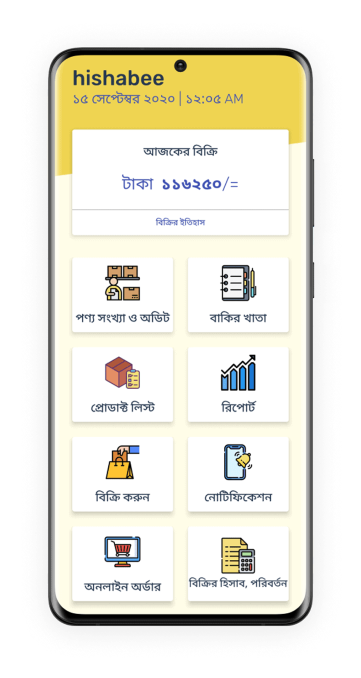 hishabee
১৫ সেপ্টেম্বর ২০২০ | ১২:০৫ AM
আজকের বিক্রি
টাকা ১১৬২৫০/=
বিক্রির ইতিহাস
পণ্য সংখ্যা ও অডিট
বাকির খাতা
প্রোডাক্ট লিস্ট
রিপোর্ট
বিক্রি করুন
নোটিফিকেশন
অনলাইন অর্ডার
বিক্রির হিসাব, পরিবর্তন